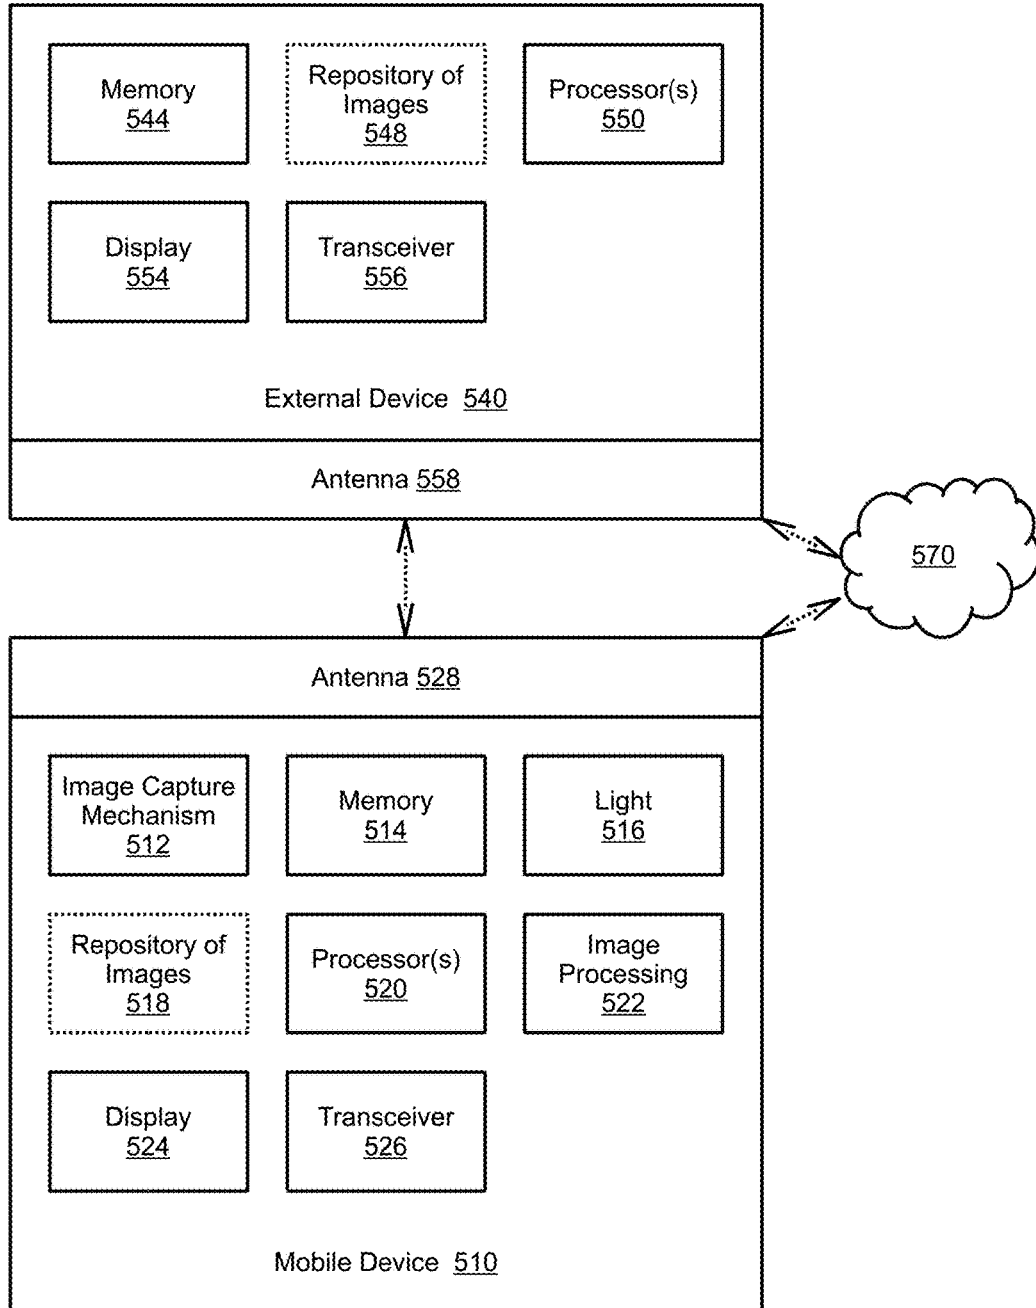 Memory
544
Repository of
Images
548
Processor(s)
550
Display
554
Transceiver
556
External Device 540
Antenna 558
570
Antenna 528
Image Capture
Mechanism
512
Memory
514
Light
516
Repository of
Images
518
Processor(s)
520
Image
Processing
522
Display
524
Transceiver
526
Mobile Device 510